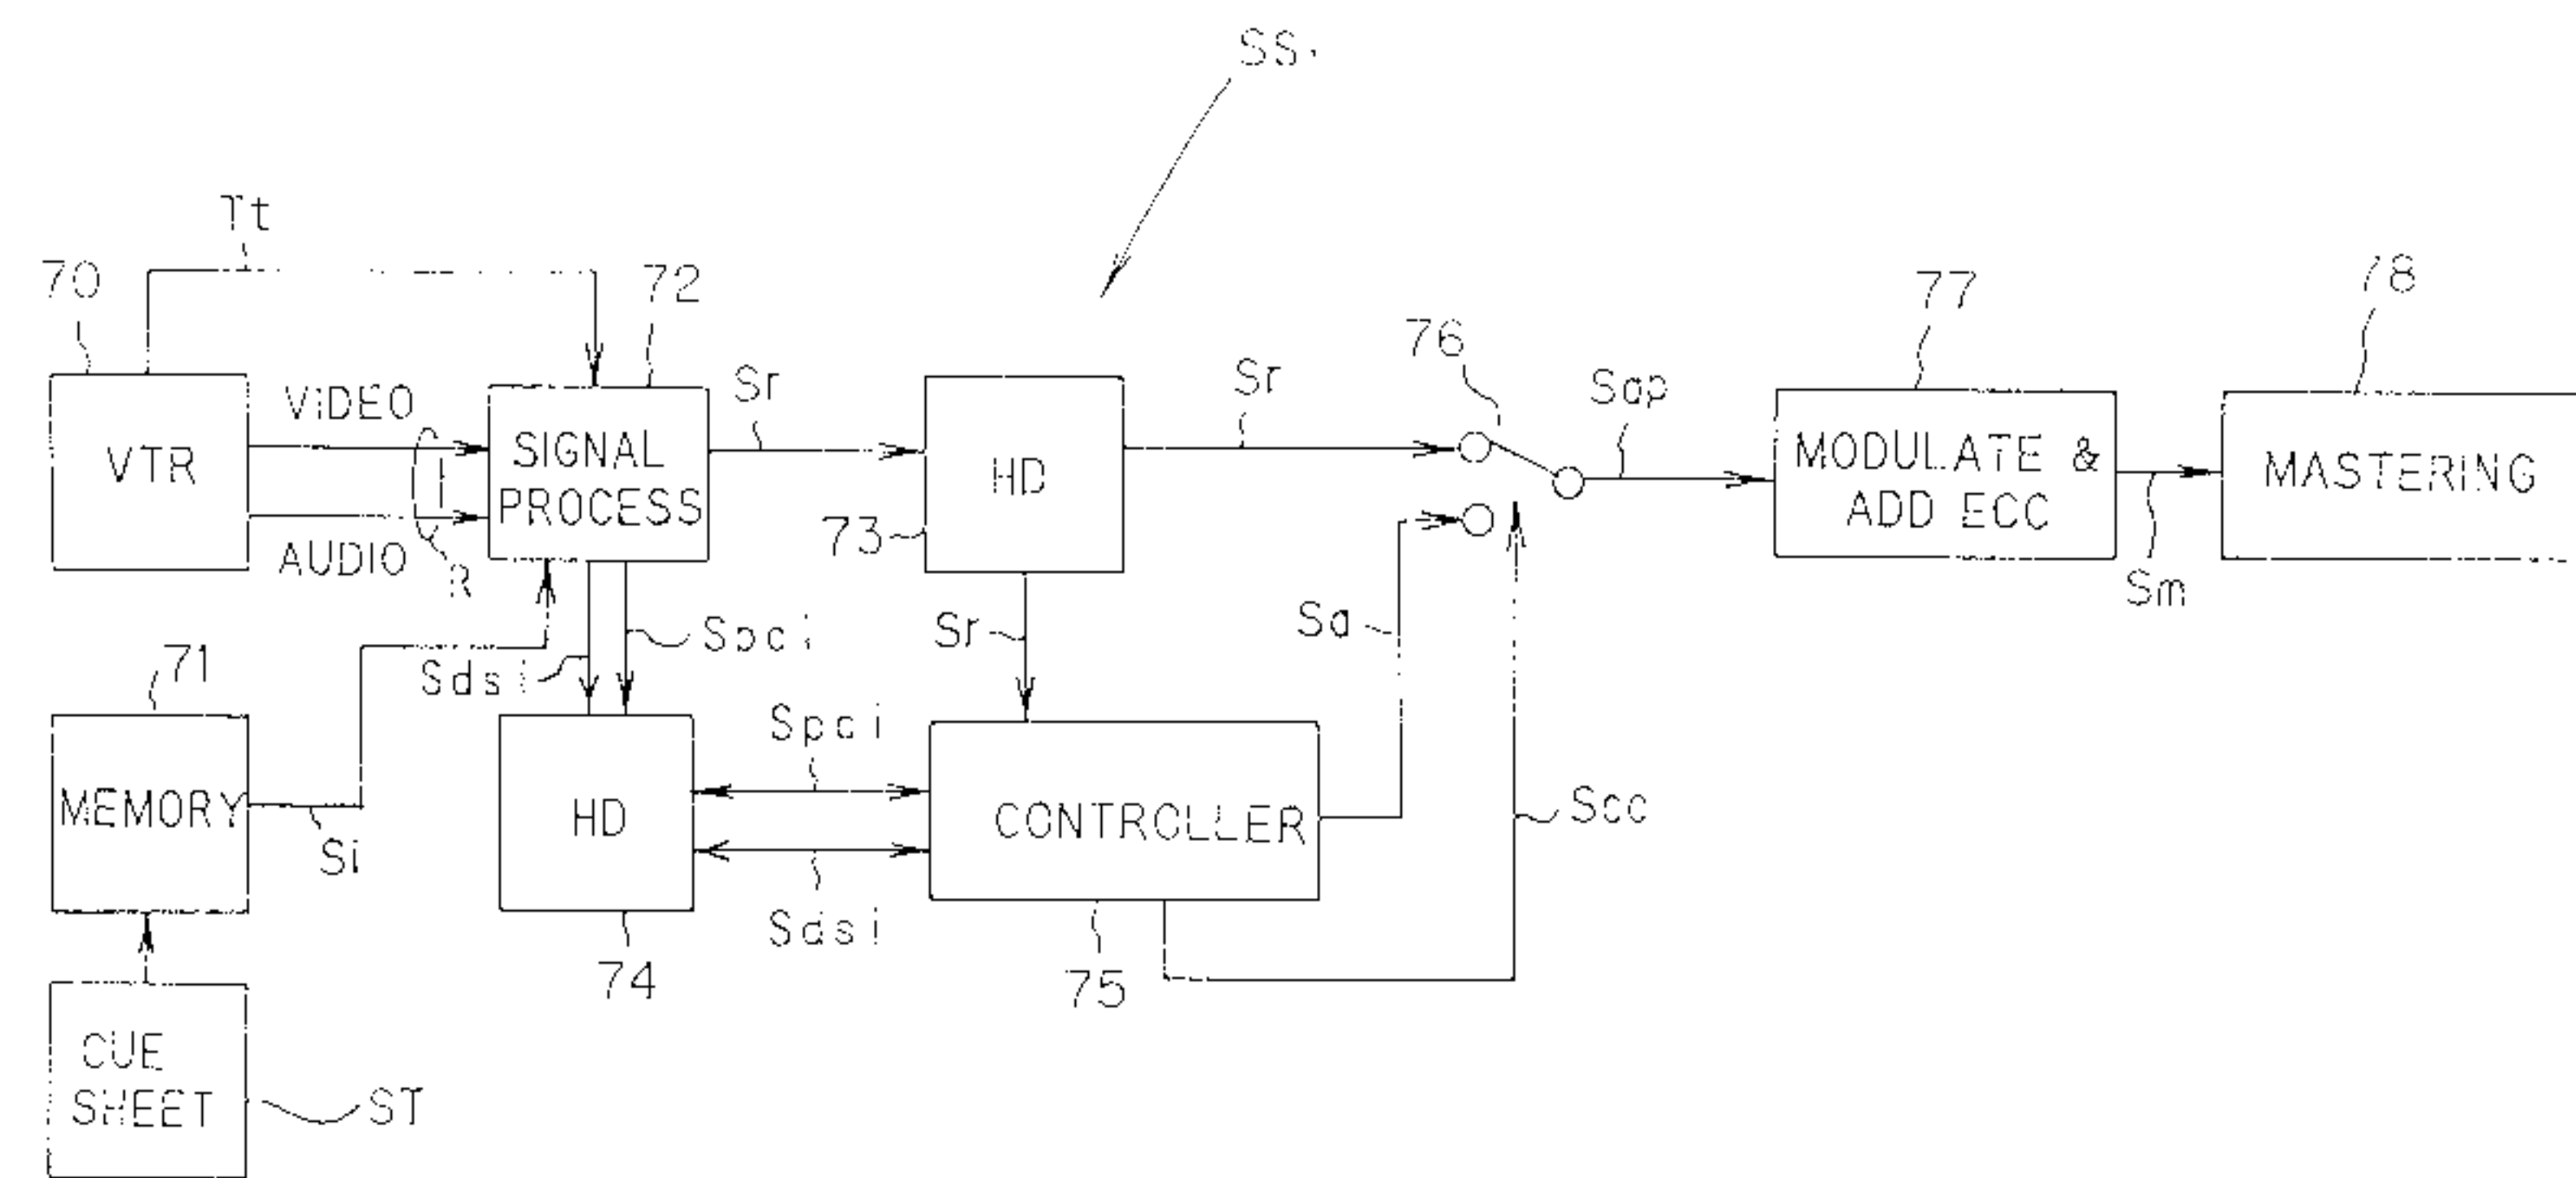 SS,
Tt
70
72
77
78
76
VIDEO
Sr
Sr
Sap
VTR
SIGNAL
PROCESS
HD
MODULATE &
ADD ECC
MASTERING
73
AUDIO
R
Sm
Sr
Sa
71
Sdsi
Spci
Spci
MEMORY
HD
CONTROLLER
Scc
Si
Sdsi
74
75
CUE
SHEET
ST